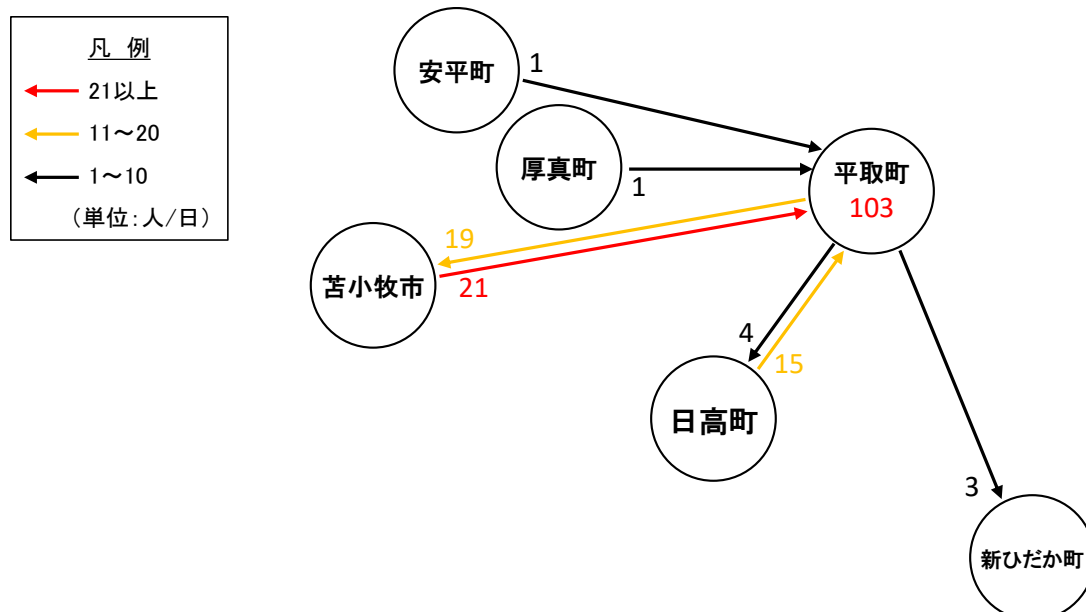 凡 例
21以上
11～20
1～10
(単位:人/日)
安平町
1
厚真町
1
平取町
103
19
苫小牧市
21
4
15
日高町
3
新ひだか町